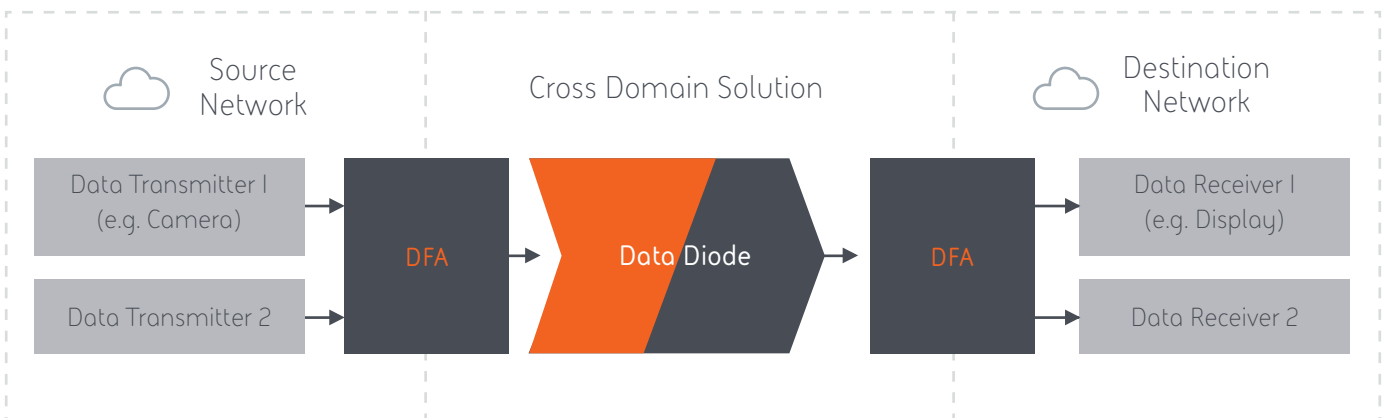 Source
Network
Cross Domain Solution
Destination
Network
Data Transmitter 1
(e.g. Camera)
Data Transmitter 2
DFA
Data Diode
DFA
Data Receiver 1
(e.g. Display)
Data Receiver 2